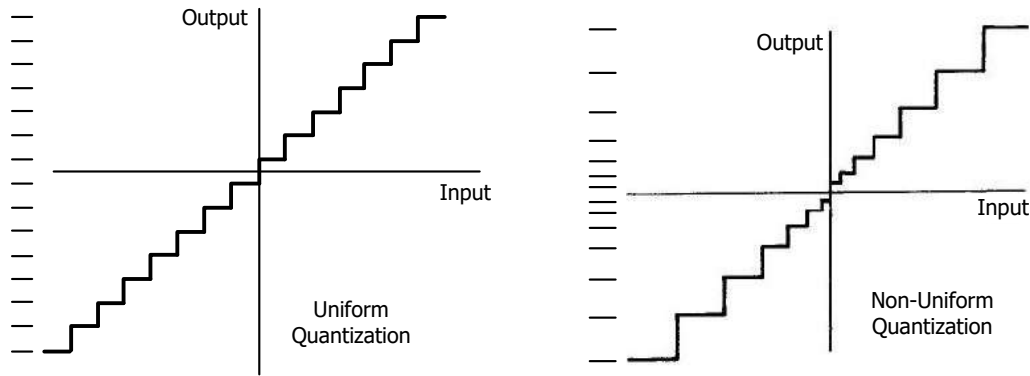 Output
Input
Uniform
Quantization
Output
Input
Non-Uniform
Quantization